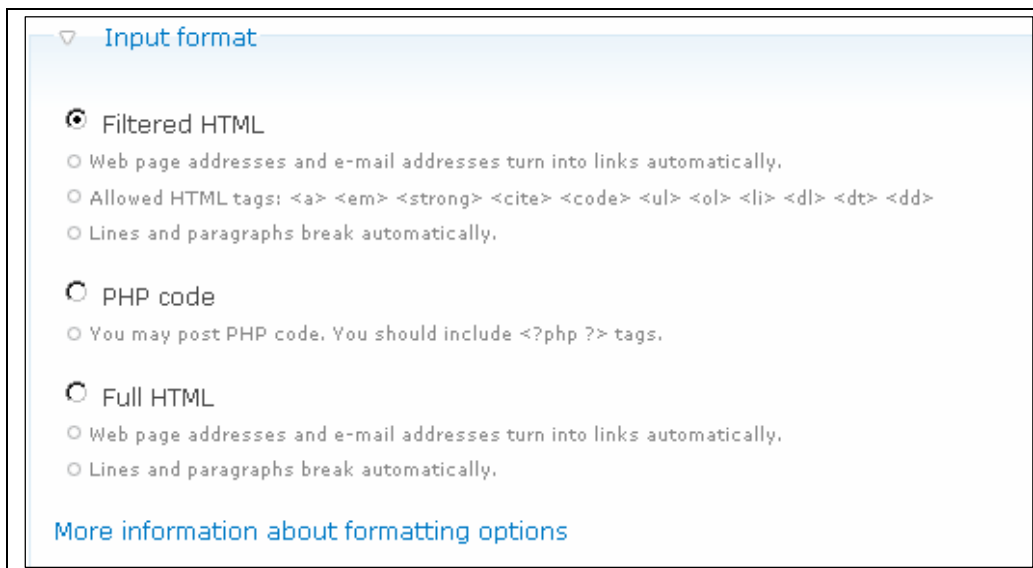 Input format
Filtered HTML
Web page addresses and e-mail addresses turn into links automatically.
Allowed HTML tags: <a> <em> <strong> <cite> <code> <ul> <ol> <li> <dl> <dt> <dd>
Lines and paragraphs break automatically.
PHP code
You may post PHP code. You should include <?php ?> tags.
Full HTML
Web page addresses and e-mail addresses turn into links automatically.
Lines and paragraphs break automatically.
More information about formatting options